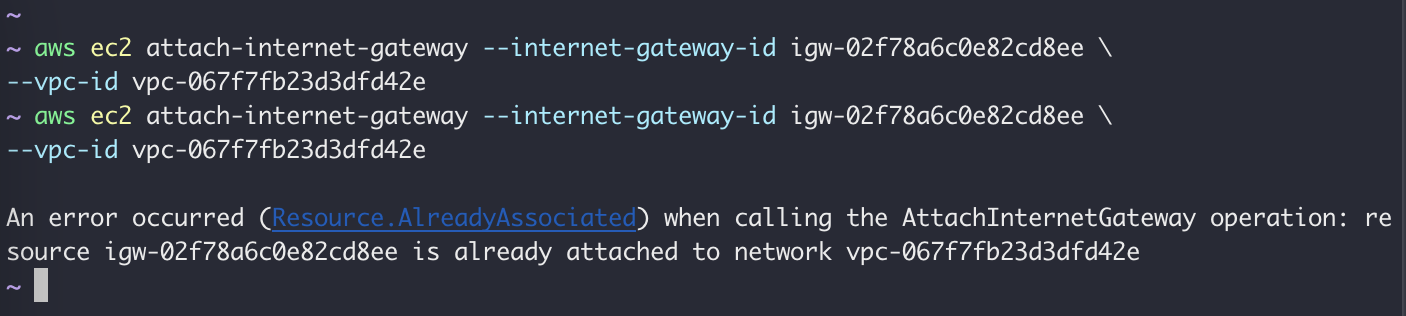 ~
~ aws ec2 attach-internet-gateway --internet-gateway-id igw-02f78a6c0e82cd8ee \
--vpc-id vpc-067f7fb23d3dfd42e
~ aws ec2 attach-internet-gateway --internet-gateway-id igw-02f78a6c0e82cd8ee \
--vpc-id vpc-067f7fb23d3dfd42e
An error occurred (Resource.AlreadyAssociated) when calling the AttachInternetGateway operation: re
source igw-02f78a6c0e82cd8ee is already attached to network vpc-067f7fb23d3dfd42e
~